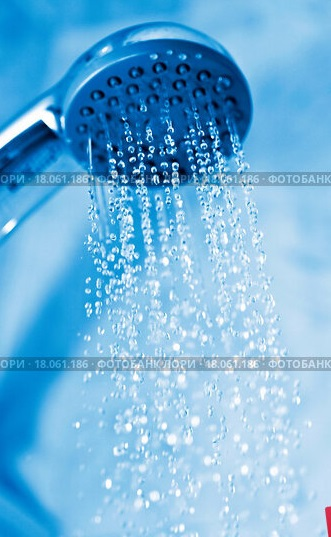 ОРИ - 18.061.186 - ФОТОБАНК ЛОРИ - 18.061.186 - ФОТОБАНК
ЛОРИ - 18.061.186 - ФОТОБАНК ЛОРИ - 18.061.186 - ФОТОБАНК